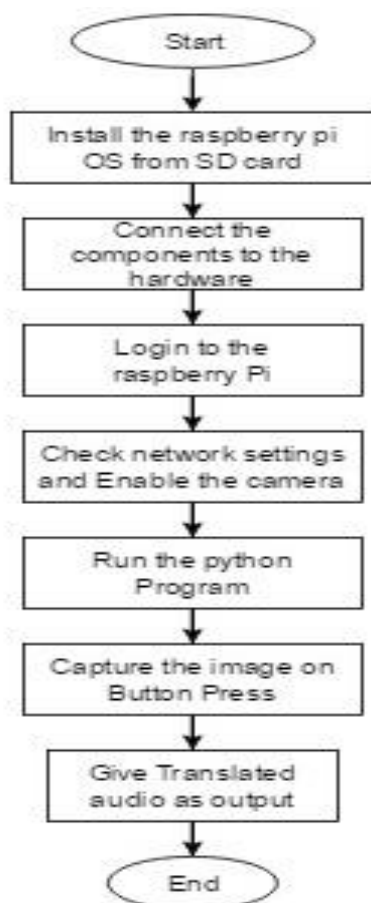 Start
Install the raspberry pi
OS from SD card
Connect the
components to the
hardware
Login to the
raspberry Pi
Check network settings
and Enable the camera
Run the python
Program
Capture the image on
Button Press
Give Translated
audio as output
End